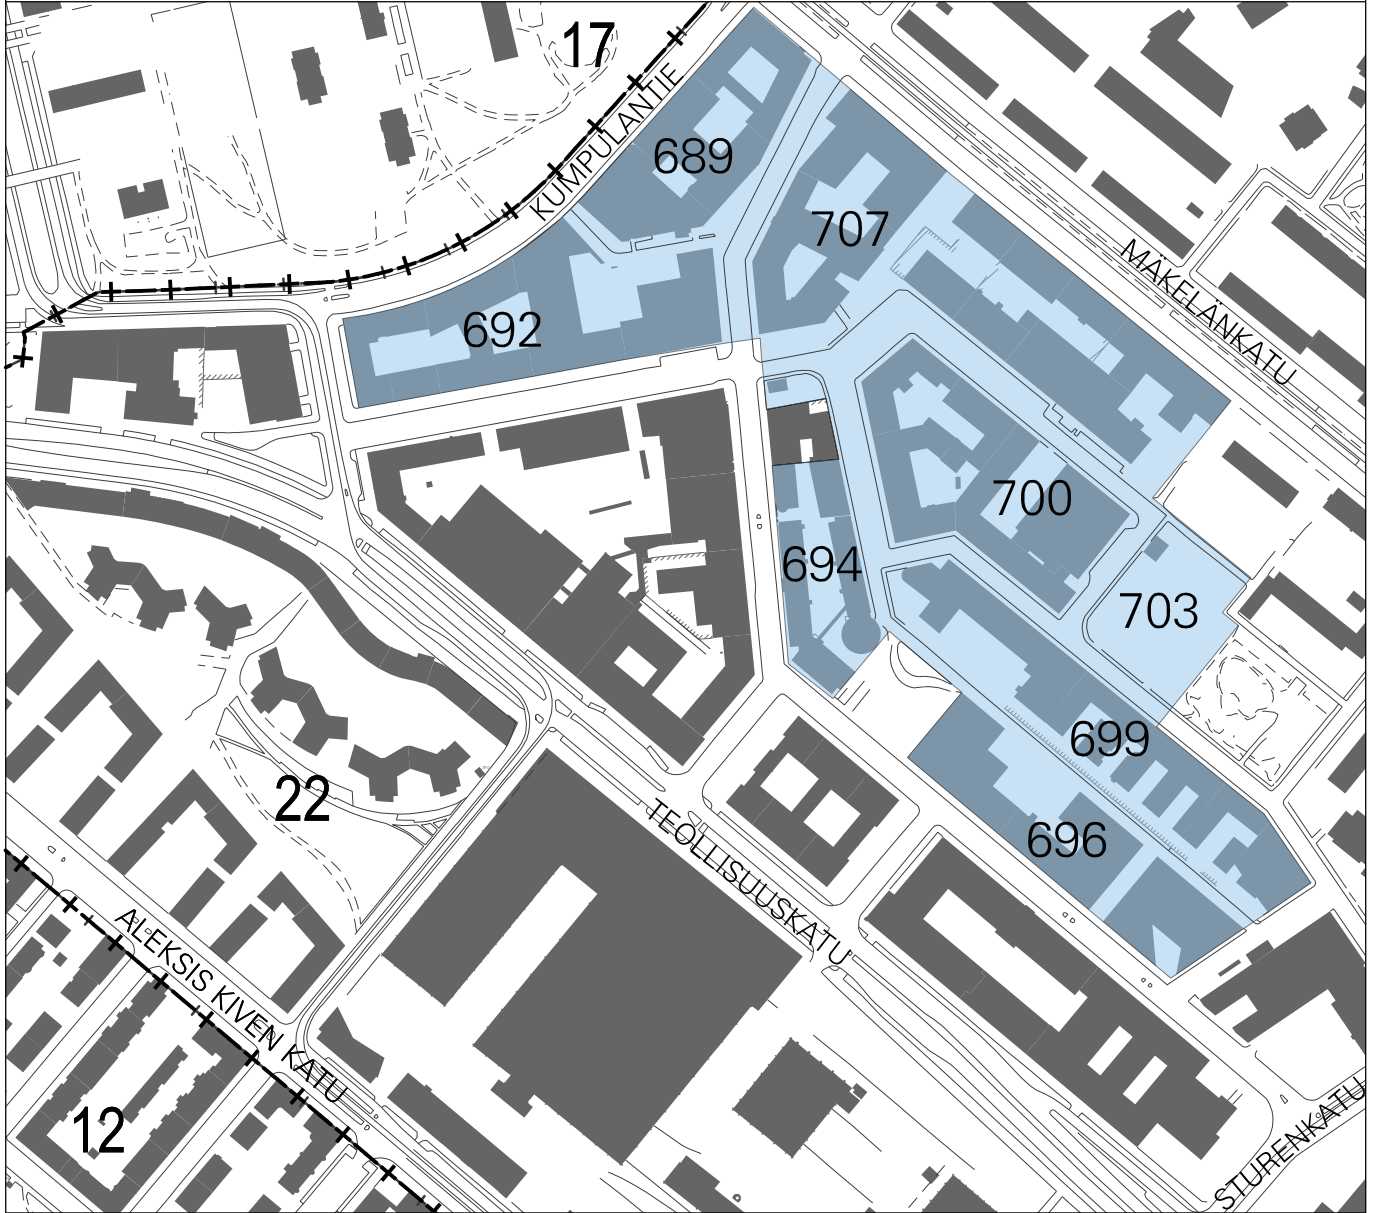 17
KUMPULANTIE
689
707
MÄKELÄNKATU
692
700
694
703
699
22
TEOLLISUUSKATU
696
ALEKSIS KIVEN KATU
12
STURENKATU